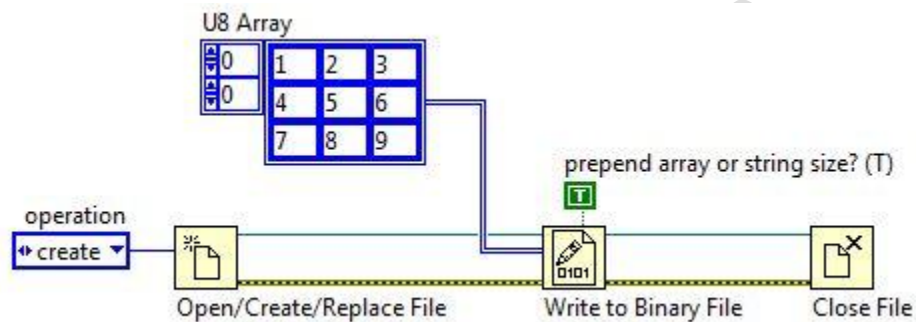 U8 Array
0
0
1 2 3
4 5 6
7 8 9
prepend array or string size? (T)
T
operation
create
0101
Open/Create/Replace File
Write to Binary File
Close File